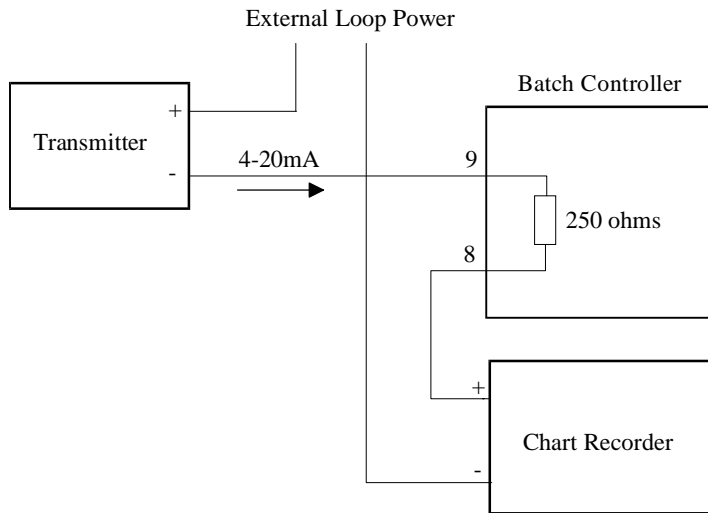 External Loop Power
Batch Controller
+
Transmitter
-
4-20mA
9
250 ohms
8
+
Chart Recorder
-